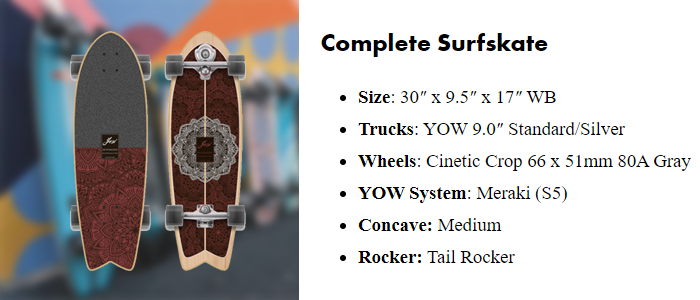 Complete Surfskate
• Size: 30″ x 9.5″ x 17″ WB
• Trucks: YOW 9.0″ Standard/Silver
• Wheels: Cinetic Crop 66 x 51mm 80A Gray
• YOW System: Meraki (S5)
• Concave: Medium
• Rocker: Tail Rocker